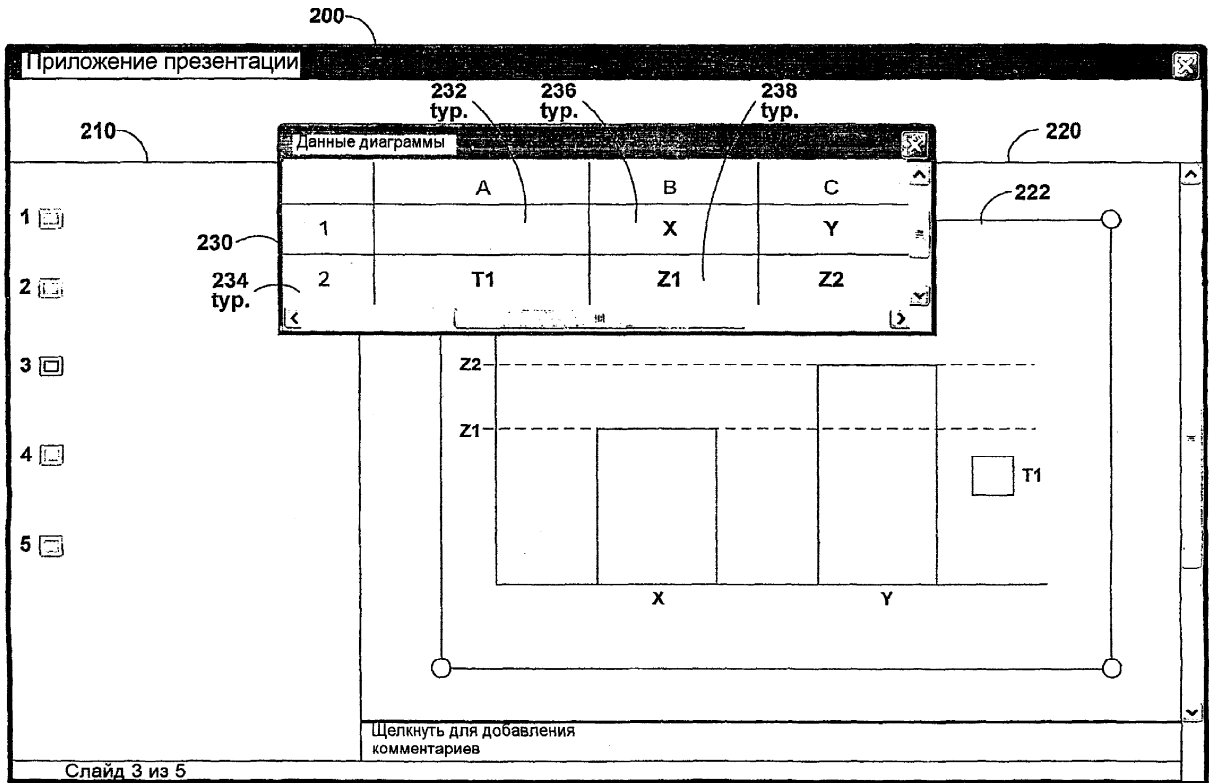 200
Приложение презентации
232 236 238
typ. typ. typ.
210
Данные диаграммы
220
A B C
222
1 X Y
1
230
2 T1 Z1 Z2
234
typ.
2
3
Z2
Z1
4
T1
5
X Y
Щелкнуть для добавления
комментариев
Слайд 3 из 5